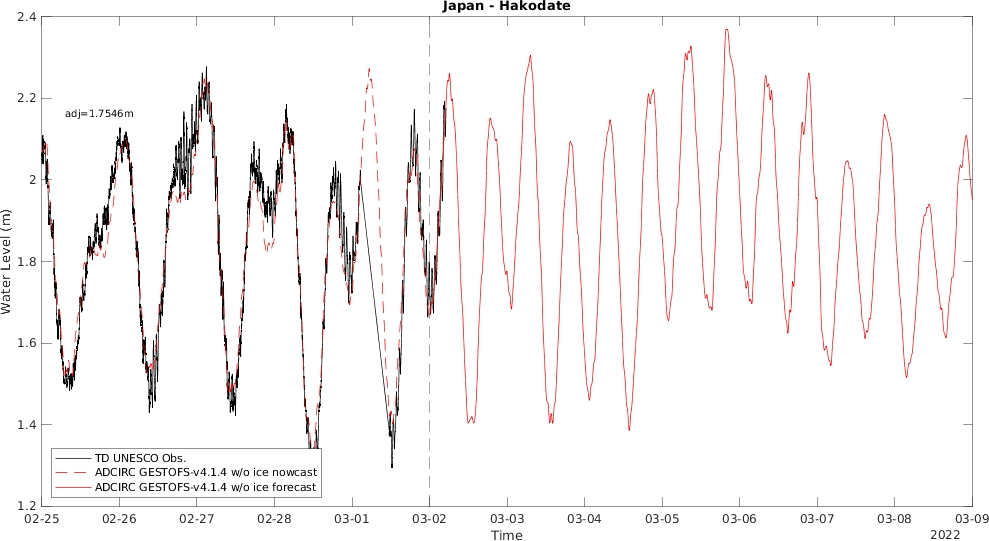 Japan - Hakodate
2.4
2.2
2
1.8
1.6
1.4
1.2
Water Level (m)
adj=1.7546m
TD UNESCO Obs.
ADCIRC GESTOFS-v4.1.4 w/o ice nowcast
ADCIRC GESTOFS-v4.1.4 w/o ice forecast
02-25 02-26 02-27 02-28 03-01 03-02 03-03 03-04 03-05 03-06 03-07 03-08 03-09
Time
2022